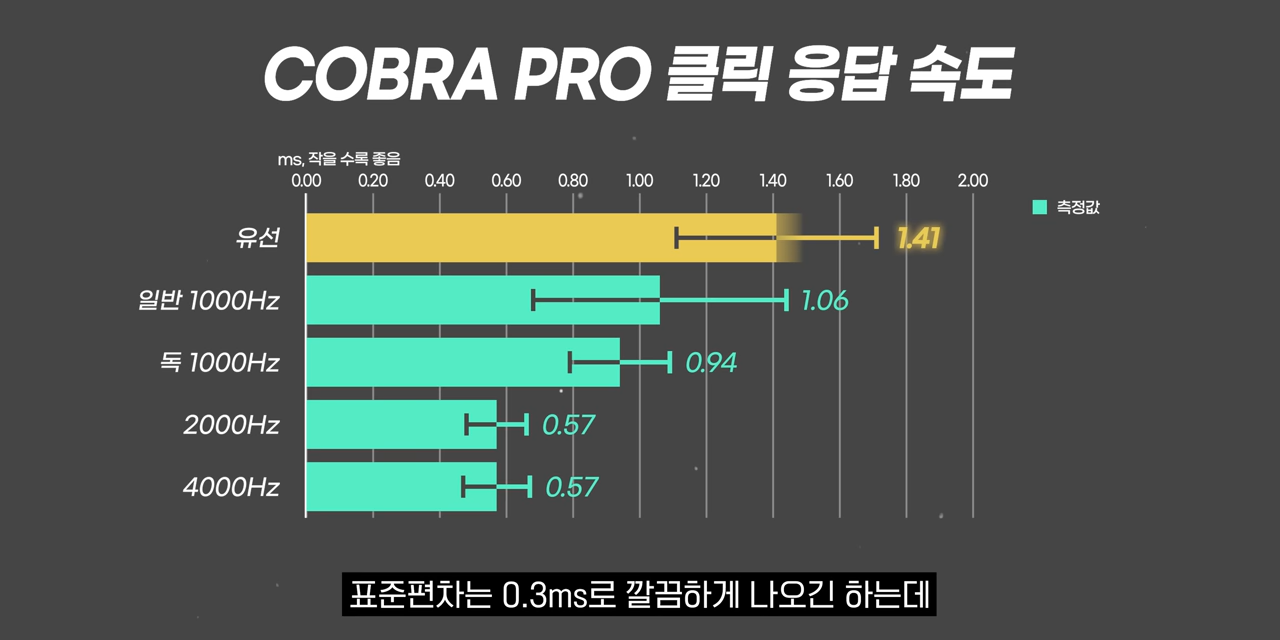 COBRA PRO 클릭 응답 속도
ms, 작을 수록 좋음
0.00 0.20 0.40 0.60 0.80 1.00 1.20 1.40 1.60 1.80 2.00
측정값
유선 1.41
일반 1000Hz 1.06
독 1000Hz 0.94
2000Hz 0.57
4000Hz 0.57
표준편차는 0.3ms로 깔끔하게 나오긴 하는데